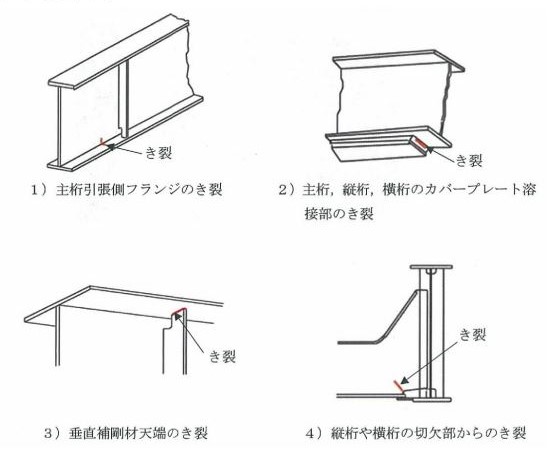 き裂
1）主桁引張側フランジのき裂
き裂
2）主桁，縦桁，横桁のカバープレート溶
接部のき裂
き裂
3）垂直補剛材天端のき裂
き裂
4）縦桁や横桁の切欠部からのき裂